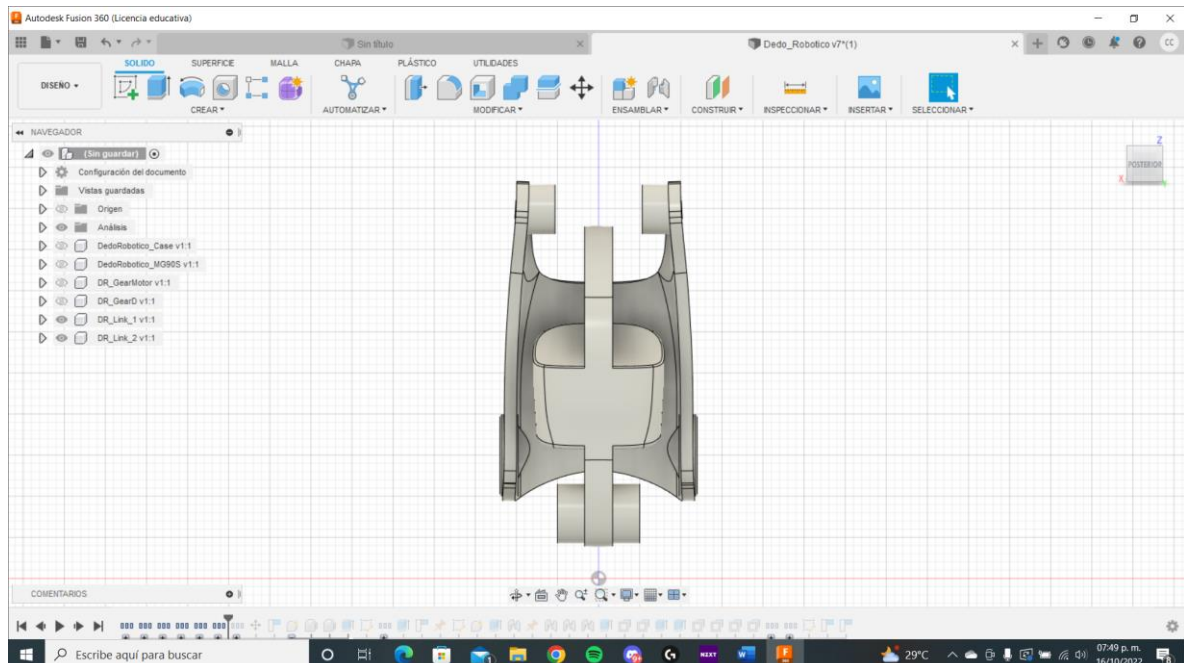 Autodesk Fusion 360 (Licencia educativa)
Sin título
Dedo_Robotico v7*(1)
CC
DISEÑO
SOLIDO SUPERFICIE MALLA CHAPA PLÁSTICO UTILIDADES
CREAR AUTOMATIZAR MODIFICAR ENSAMBLAR CONSTRUIR INSPECCIONAR INSERTAR SELECCIONAR
NAVEGADOR
(Sin guardar)
Configuración del documento
Vistas guardadas
Origen
Análisis
DedoRobotico_Case v1:1
DedoRobotico_MG90S v1:1
DR_GearMotor v1:1
DR_GearD v1:1
DR_Link_1 v1:1
DR_Link_2 v1:1
Z
POSTERIOR
X
COMENTARIOS
Escribe aquí para buscar
NZXT
29°C
07:49 p. m.
16/10/2022
8